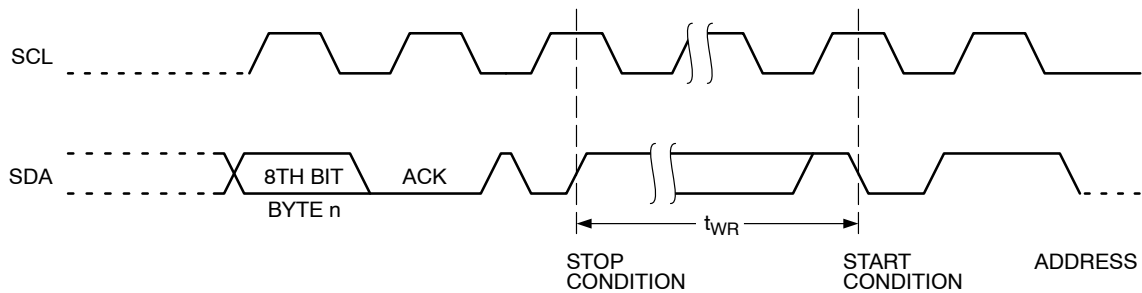 SCL
SDA
8TH BIT
ACK
BYTE n
tWR
STOP
CONDITION
START
CONDITION
ADDRESS